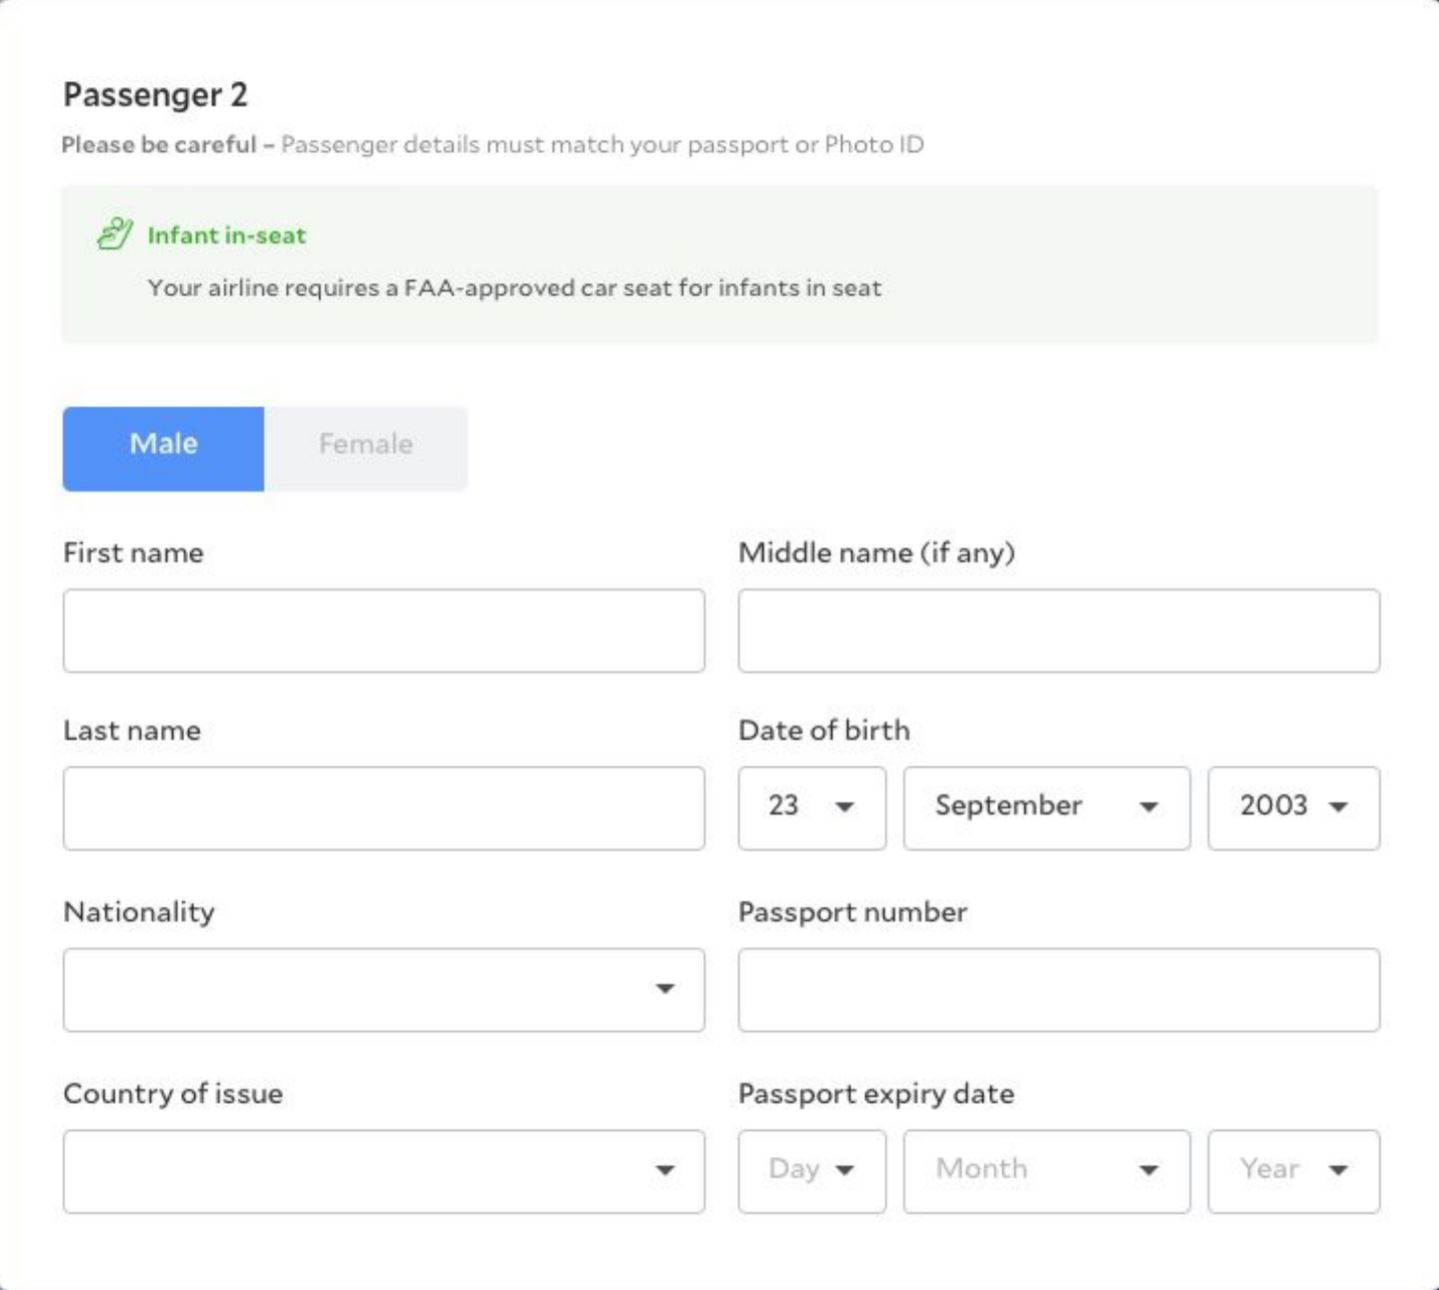 Passenger 2
Please be careful – Passenger details must match your passport or Photo ID
Infant in-seat
Your airline requires a FAA-approved car seat for infants in seat
Male Female
First name
Middle name (if any)
Last name
Date of birth
23 September 2003
Nationality
Passport number
Country of issue
Passport expiry date
Day Month Year